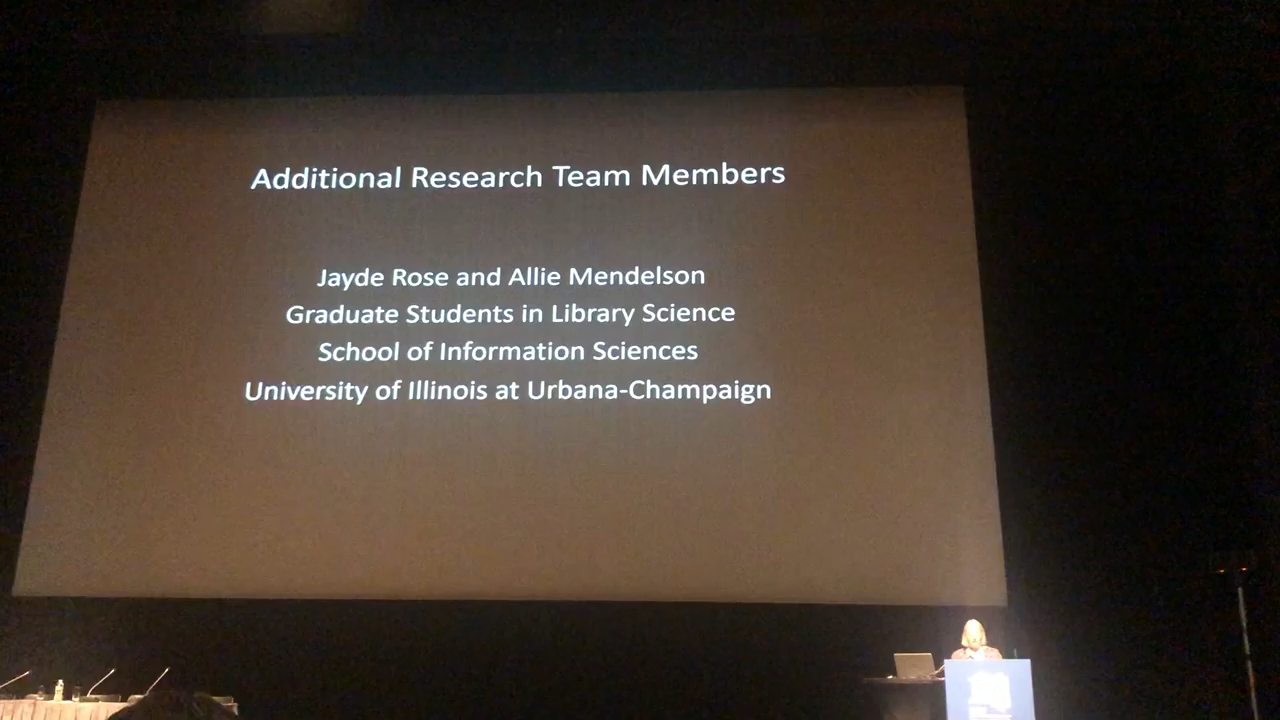 Additional Research Team Members
Jayde Rose and Allie Mendelson
Graduate Students in Library Science
School of Information Sciences
University of Illinois at Urbana-Champaign